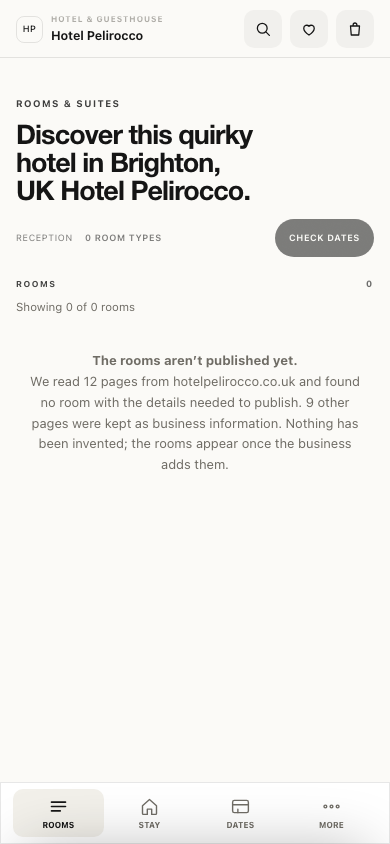 HP
HOTEL & GUESTHOUSE
Hotel Pelirocco
ROOMS & SUITES
Discover this quirky
hotel in Brighton,
UK Hotel Pelirocco.
RECEPTION 0 ROOM TYPES
CHECK DATES
ROOMS 0
Showing 0 of 0 rooms
The rooms aren’t published yet.
We read 12 pages from hotelpelirocco.co.uk and found
no room with the details needed to publish. 9 other
pages were kept as business information. Nothing has
been invented; the rooms appear once the business
adds them.
ROOMS STAY DATES MORE